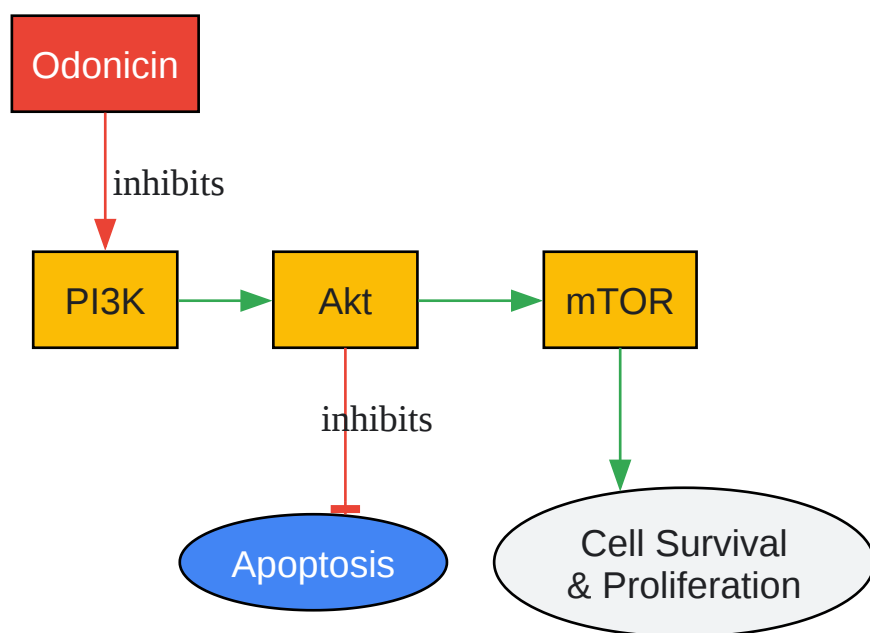 Odonicin
inhibits
PI3K
Akt
mTOR
inhibits
Apoptosis
Cell Survival
& Proliferation